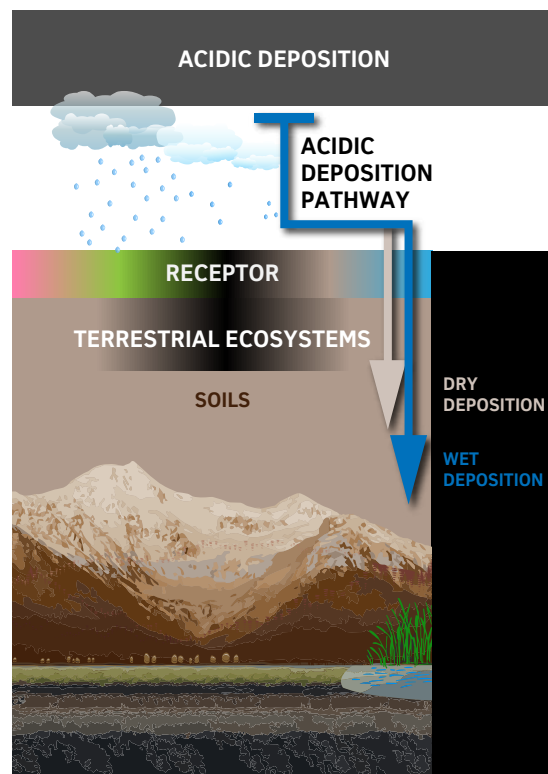 ACIDIC DEPOSITION
ACIDIC
DEPOSITION
PATHWAY
RECEPTOR
TERRESTRIAL ECOSYSTEMS
SOILS
DRY
DEPOSITION
WET
DEPOSITION